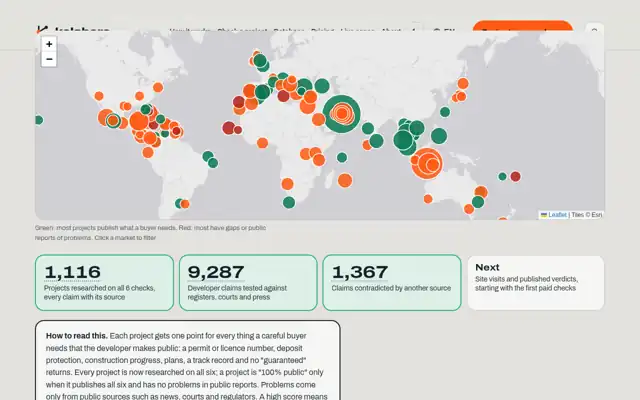 +
−
Leaflet | Tiles © Esri
Green: most projects publish what a buyer needs. Red: most have gaps or public
reports of problems. Click a market to filter
1,116
Projects researched on all 6 checks,
every claim with its source
9,287
Developer claims tested against
registers, courts and press
1,367
Claims contradicted by another source
Next
Site visits and published verdicts,
starting with the first paid checks
How to read this. Each project gets one point for every thing a careful buyer
needs that the developer makes public: a permit or licence number, deposit
protection, construction progress, plans, a track record and no "guaranteed"
returns. Every project is now researched on all six; a project is "100% public" only
when it publishes all six and has no problems in public reports. Problems come
only from public sources such as news, courts and regulators. A high score means